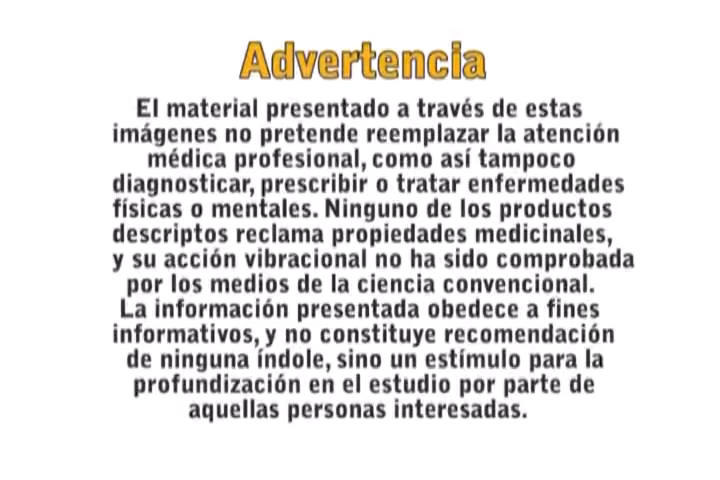 Advertencia
El material presentado a través de estas
imágenes no pretende reemplazar la atención
médica profesional, como así tampoco
diagnosticar, prescribir o tratar enfermedades
físicas o mentales. Ninguno de los productos
descriptos reclama propiedades medicinales,
y su acción vibracional no ha sido comprobada
por los medios de la ciencia convencional.
La información presentada obedece a fines
informativos, y no constituye recomendación
de ninguna índole, sino un estímulo para la
profundización en el estudio por parte de
aquellas personas interesadas.